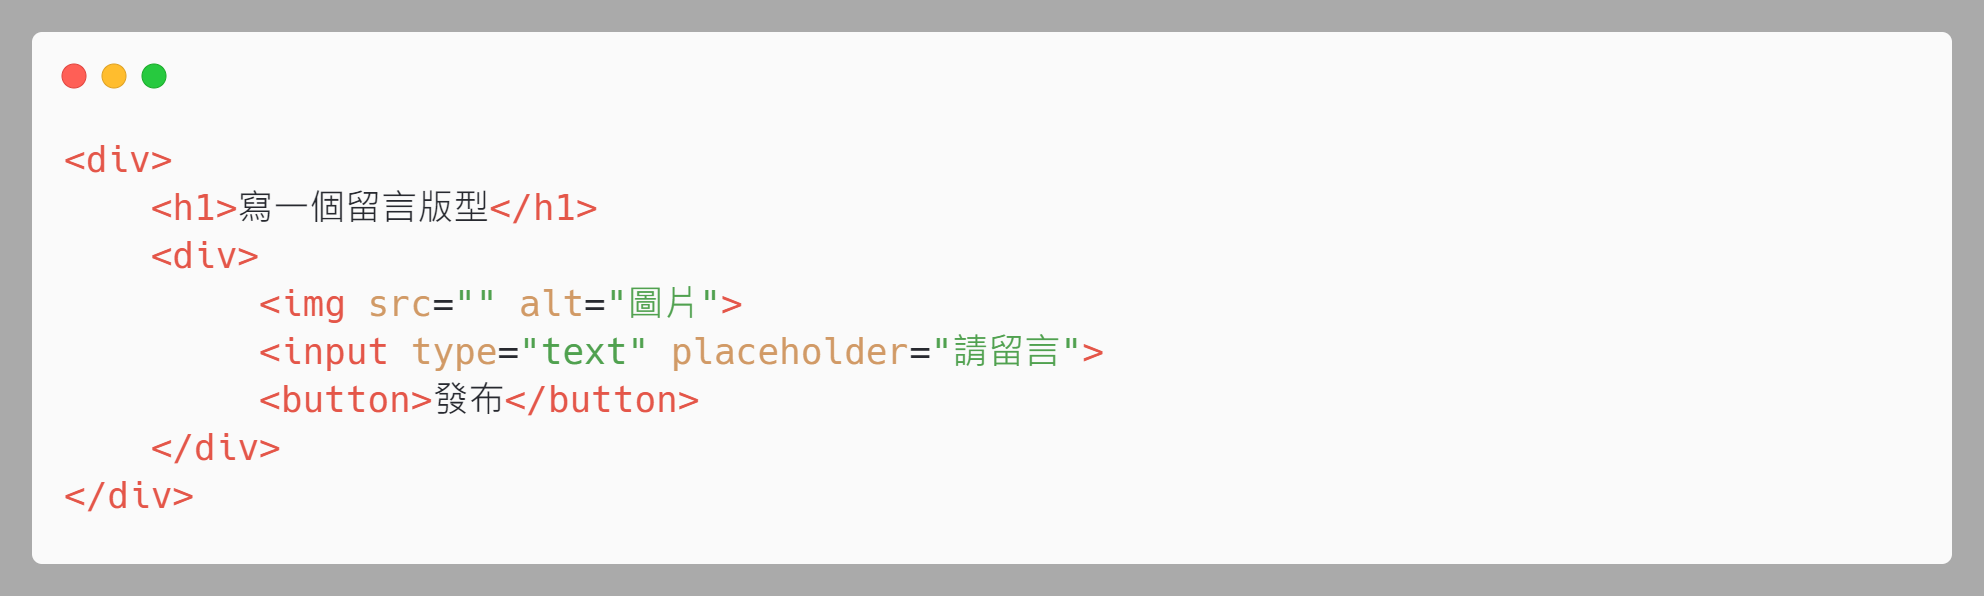 <div>
    <h1>寫一個留言版型</h1>
    <div>
         <img src="" alt="圖片">
         <input type="text" placeholder="請留言">
         <button>發布</button>
    </div>
</div>